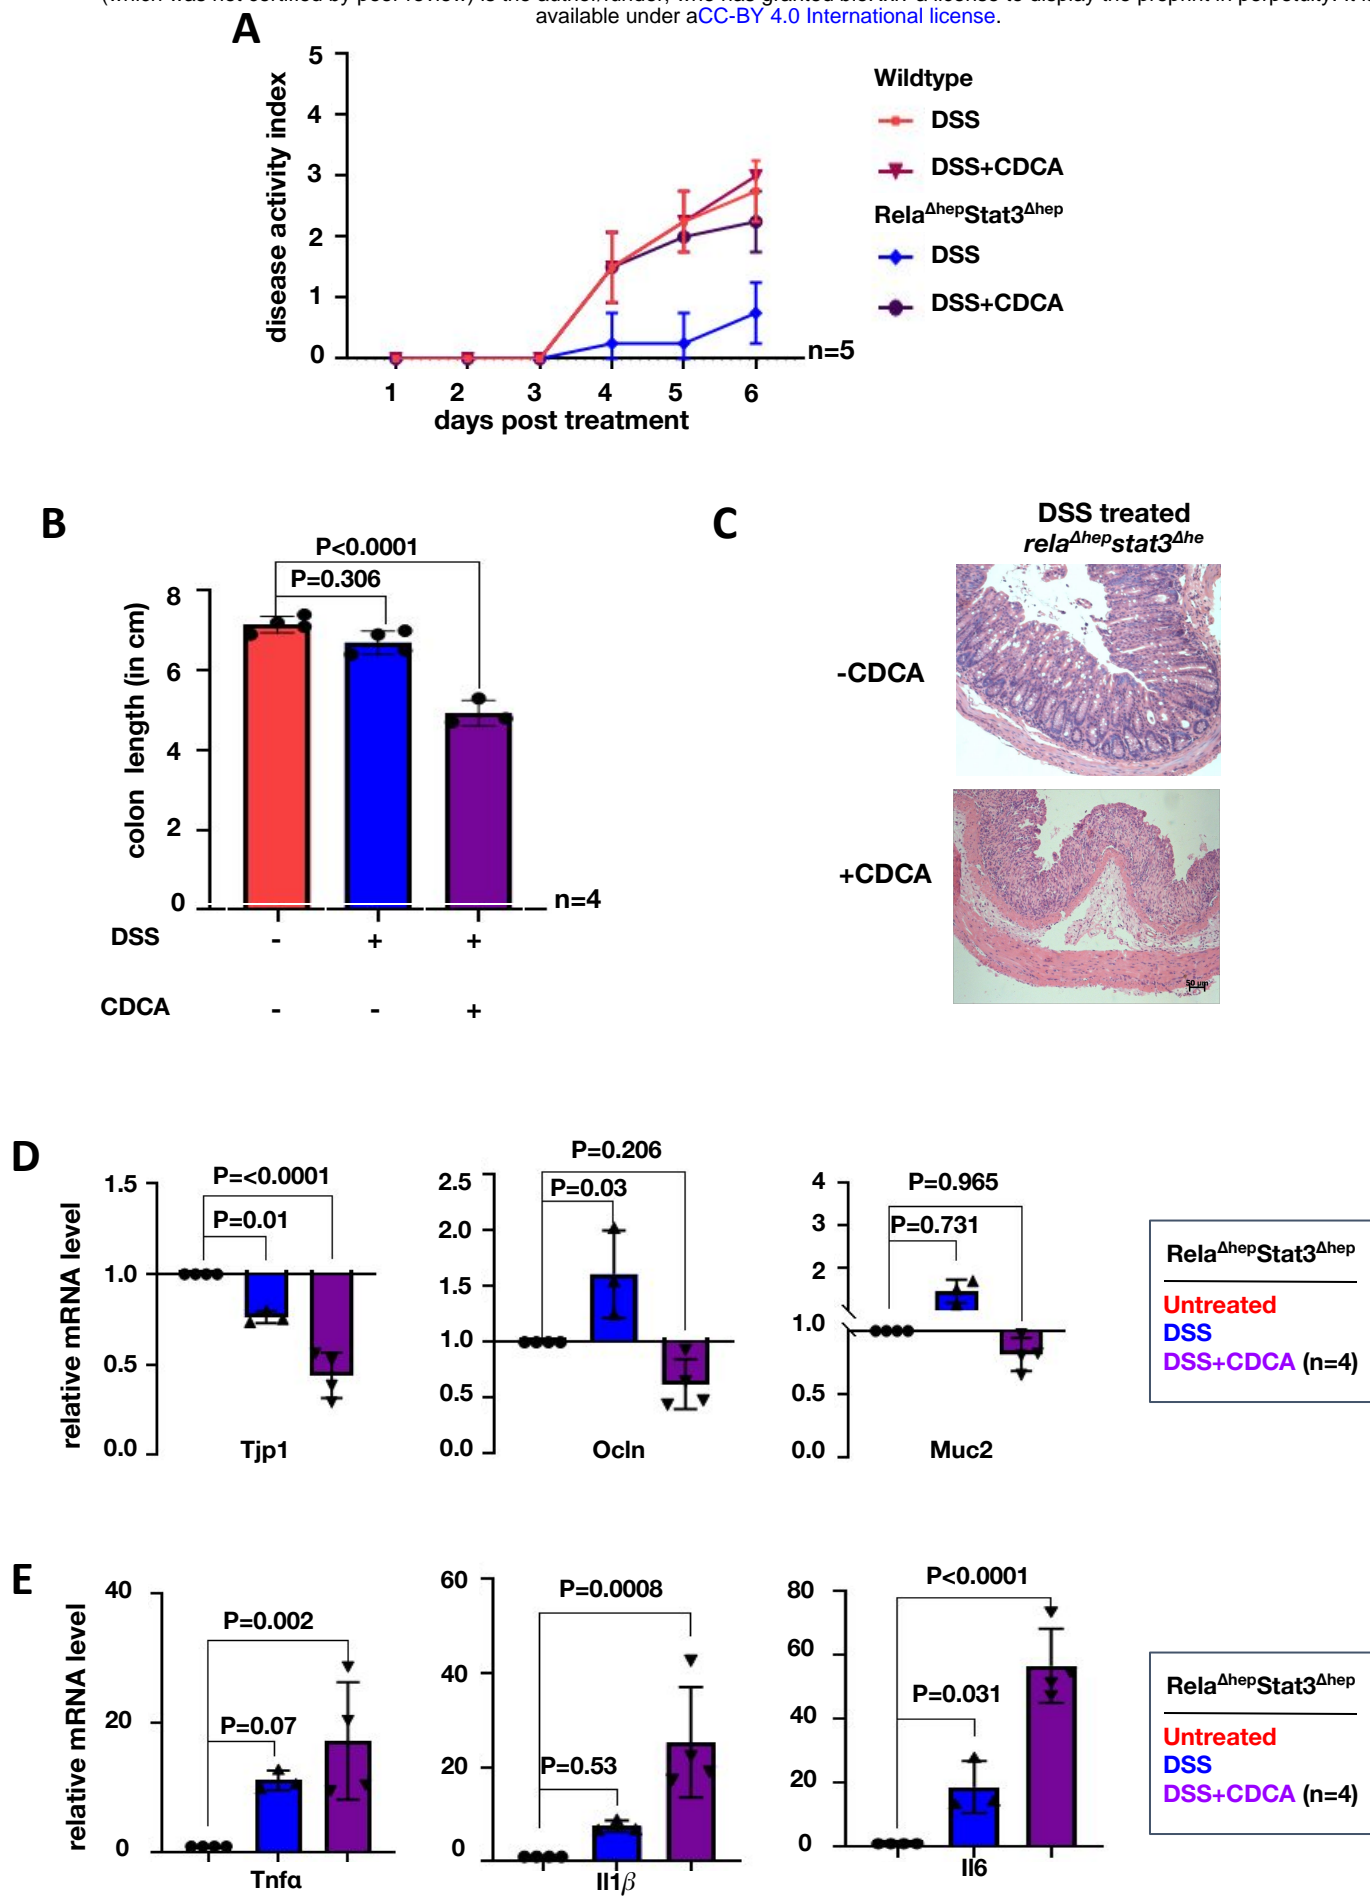 available under aCC-BY 4.0 International license.
A
5
4
3
2
1
0
disease activity index
1 2 3 4 5 6
days post treatment
n=5
Wildtype
DSS
DSS+CDCA
RelaΔhepStat3Δhep
DSS
DSS+CDCA
B
P<0.0001
P=0.306
8
6
4
2
0
colon length (in cm)
n=4
DSS - + +
CDCA - - +
C
DSS treated
relaΔhepstat3Δhe
-CDCA
+CDCA
50 µm
D
relative mRNA level
P=<0.0001
P=0.01
1.5
1.0
0.5
0.0
Tjp1
P=0.206
P=0.03
2.5
2.0
1.5
1.0
0.5
0.0
Ocln
P=0.965
P=0.731
4
3
2
1.0
0.5
0.0
Muc2
RelaΔhepStat3Δhep
Untreated
DSS
DSS+CDCA (n=4)
E
relative mRNA level
P=0.002
P=0.07
40
20
0
Tnfα
P=0.0008
P=0.53
60
40
20
0
Il1β
P<0.0001
P=0.031
80
60
40
20
0
Il6
RelaΔhepStat3Δhep
Untreated
DSS
DSS+CDCA (n=4)